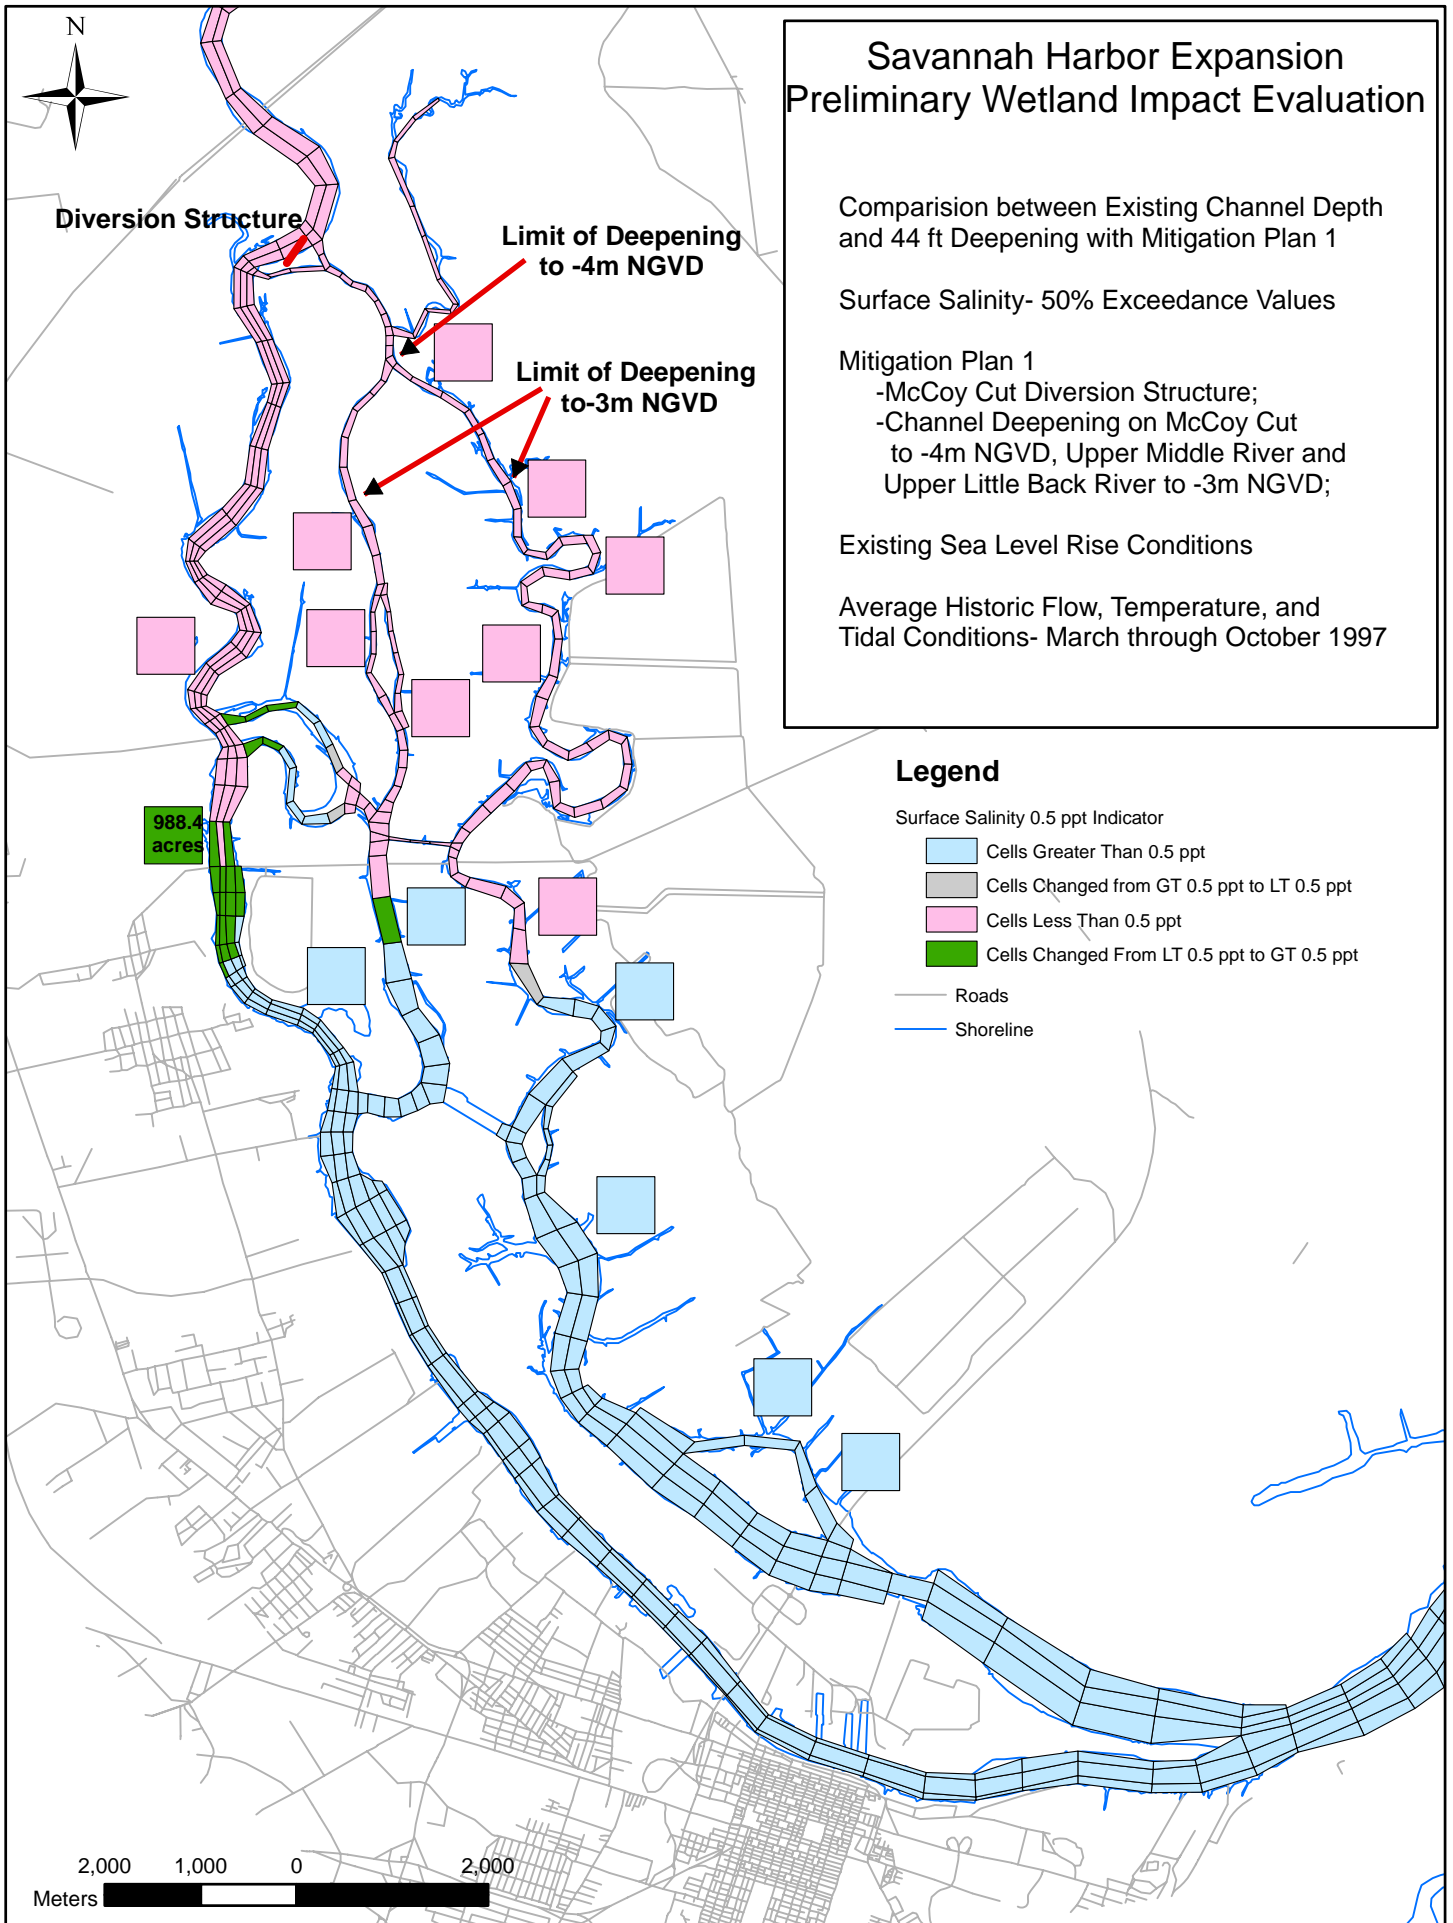 N
Savannah Harbor Expansion
Preliminary Wetland Impact Evaluation
Comparision between Existing Channel Depth
and 44 ft Deepening with Mitigation Plan 1
Surface Salinity- 50% Exceedance Values
Mitigation Plan 1
-McCoy Cut Diversion Structure;
-Channel Deepening on McCoy Cut
to -4m NGVD, Upper Middle River and
Upper Little Back River to -3m NGVD;
Existing Sea Level Rise Conditions
Average Historic Flow, Temperature, and
Tidal Conditions- March through October 1997
Diversion Structure
Limit of Deepening
to -4m NGVD
Limit of Deepening
to-3m NGVD
988.4
acres
Legend
Surface Salinity 0.5 ppt Indicator
Cells Greater Than 0.5 ppt
Cells Changed from GT 0.5 ppt to LT 0.5 ppt
Cells Less Than 0.5 ppt
Cells Changed From LT 0.5 ppt to GT 0.5 ppt
Roads
Shoreline
2,000 1,000 0 2,000
Meters